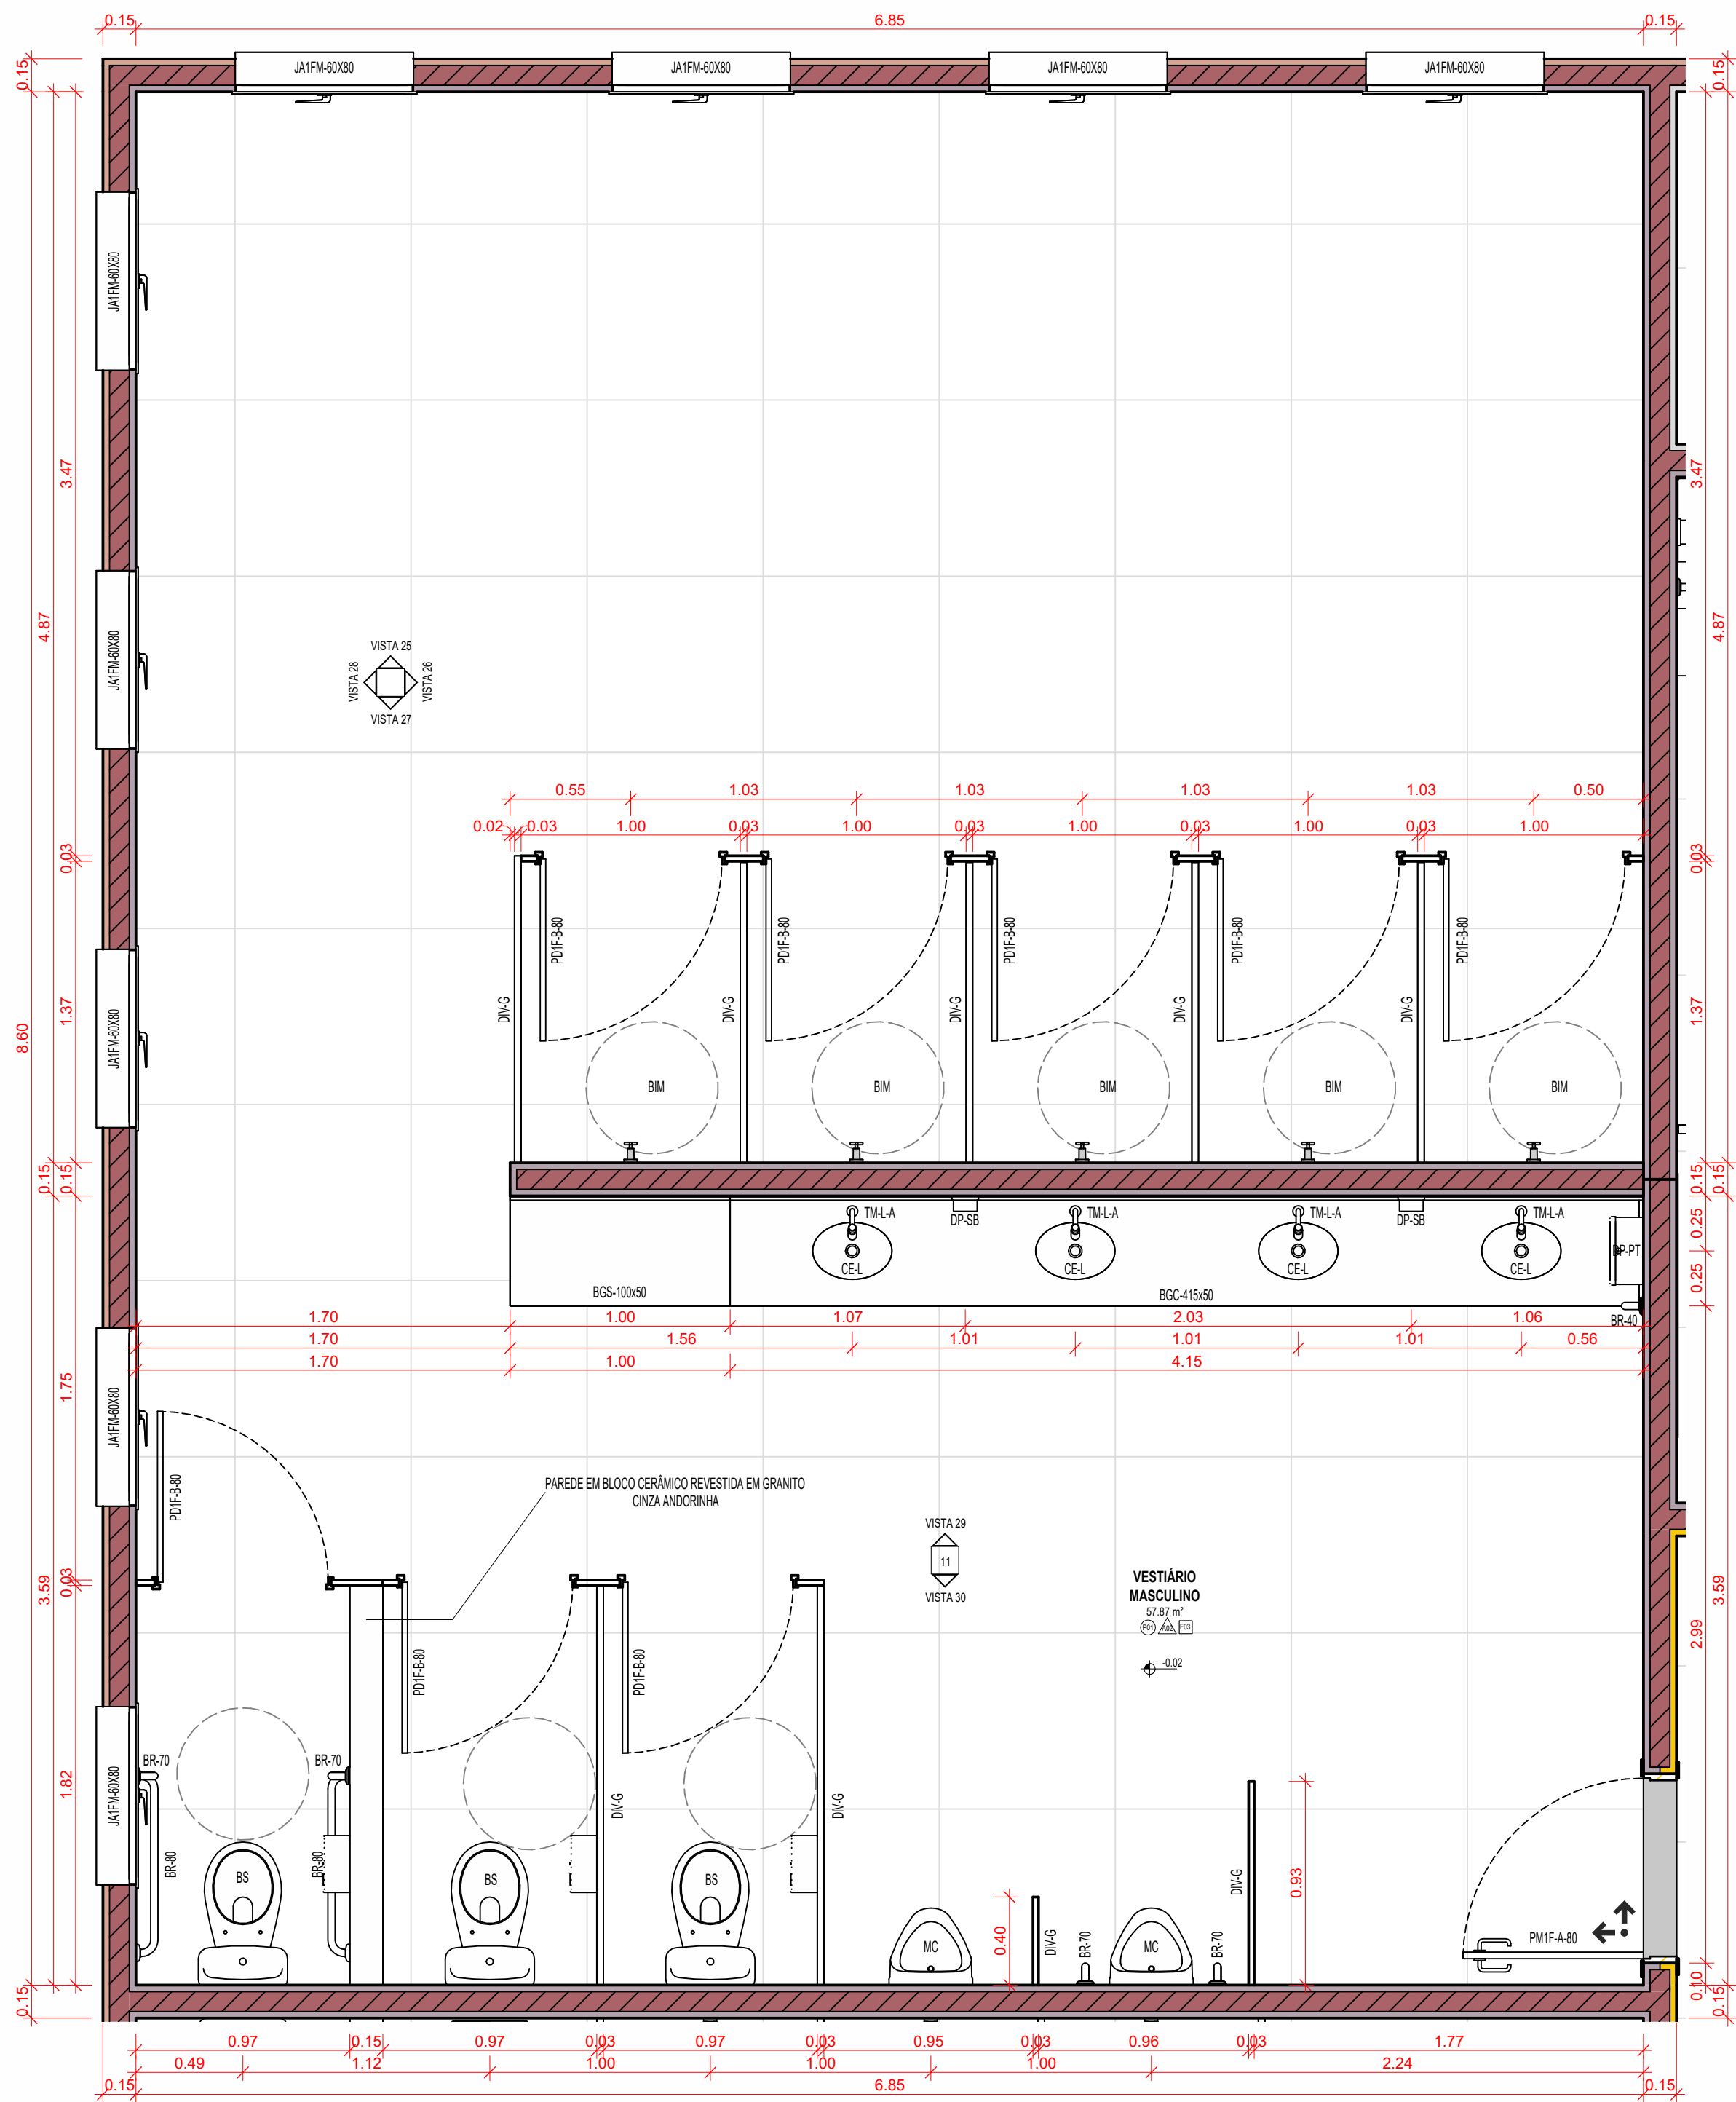 0.15 6.85 0.15
JA1FM-60X80 JA1FM-60X80 JA1FM-60X80 JA1FM-60X80
0.15 0.15
JA1FM-60X80
3.47 3.47
4.87 4.87
JA1FM-60X80
VISTA 25
VISTA 28 VISTA 26
VISTA 27
0.55 1.03 1.03 1.03 1.03 0.50
0.02 0.03 1.00 0.03 1.00 0.03 1.00 0.03 1.00 0.03 1.00
0.03 0.03
PD1F-B-80 PD1F-B-80 PD1F-B-80 PD1F-B-80 PD1F-B-80
DIV-G DIV-G DIV-G DIV-G DIV-G
8.60 1.37 JA1FM-60X80 1.37
BIM BIM BIM BIM BIM
0.15 0.15 0.15 0.15
TM-L-A TM-L-A TM-L-A TM-L-A
DP-SB DP-SB
0.25
DP-PT
CE-L CE-L CE-L CE-L
0.25
BGS-100x50 BGC-415x50
BR-40
1.70 1.00 1.07 2.03 1.06
1.70 1.56 1.01 1.01 1.01 0.56
1.70 1.00 4.15
1.75 JA1FM-60X80
PD1F-B-80
PAREDE EM BLOCO CERÂMICO REVESTIDA EM GRANITO
CINZA ANDORINHA
VISTA 29
11
VISTA 30
VESTIÁRIO
MASCULINO
57.87 m²
P01 A02 F03
-0.02
3.59 0.03 2.99 3.59
PD1F-B-80 PD1F-B-80
BR-70 BR-70
1.82 JA1FM-60X80
DIV-G DIV-G
BR-80 BR-80
BS BS BS
DIV-G 0.93
0.40 DIV-G BR-70 BR-70
MC MC
PM1F-A-80
0.15 0.10 0.15
0.97 0.15 0.97 0.03 0.97 0.03 0.95 0.03 0.96 0.03 1.77
0.49 1.12 1.00 1.00 1.00 2.24
0.15 6.85 0.15